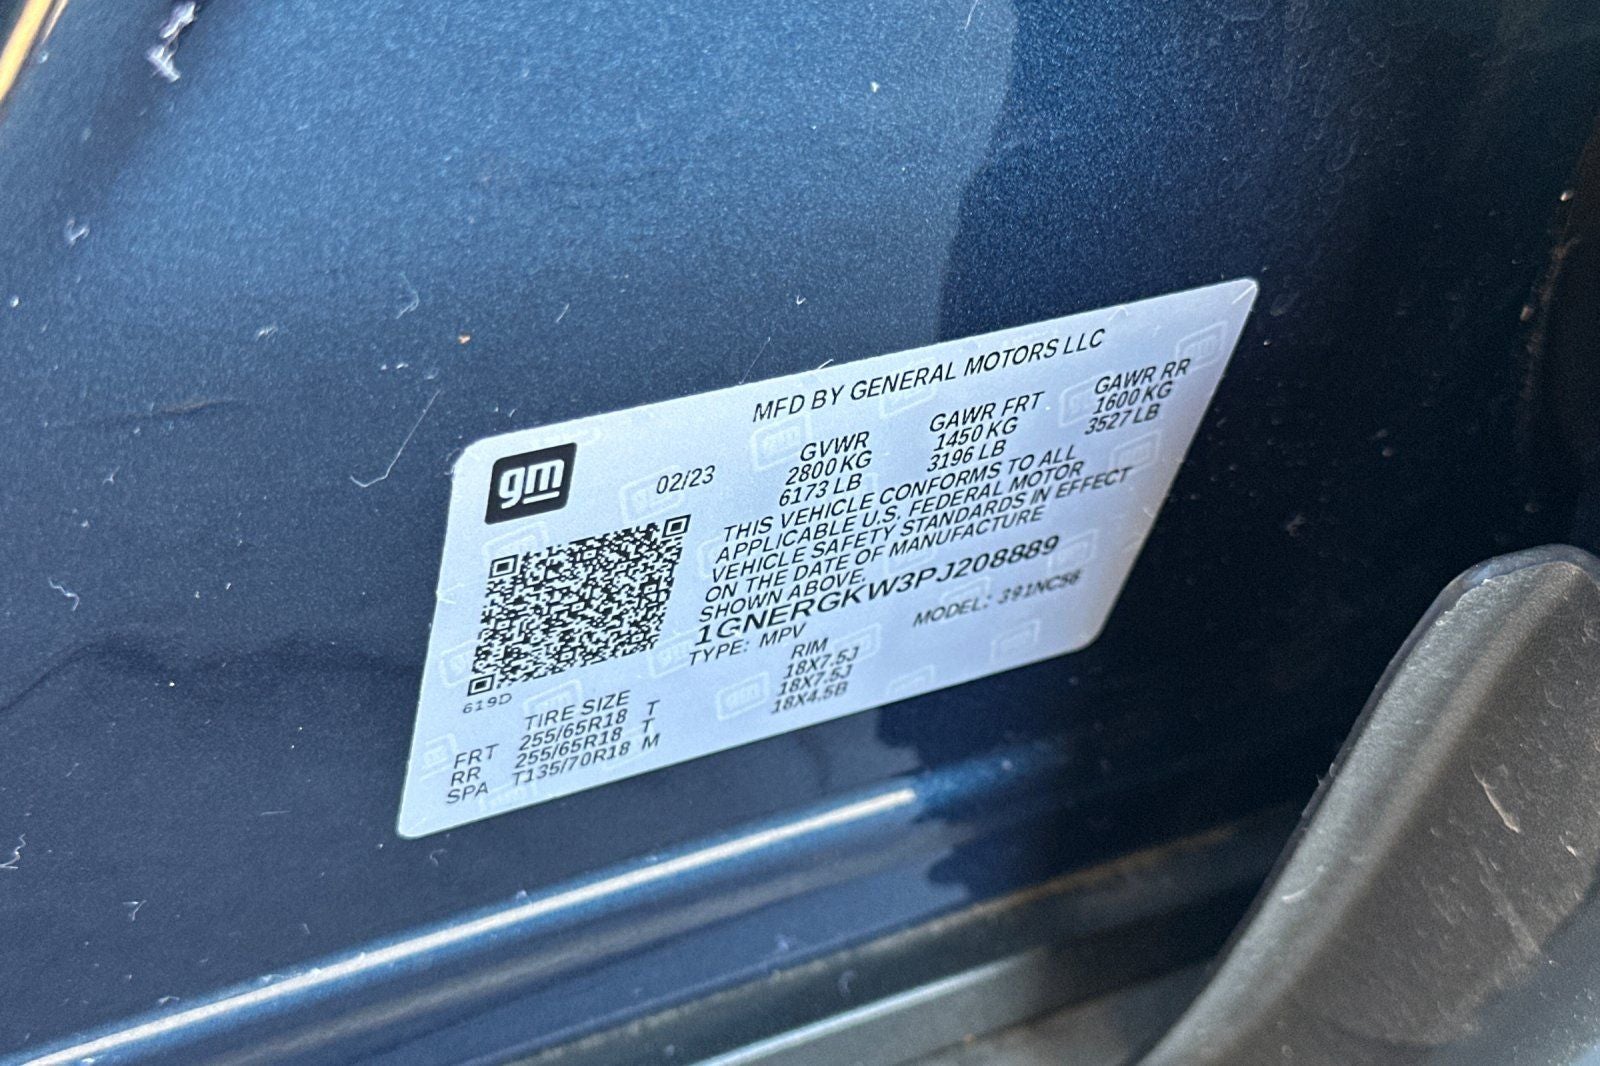 MFD BY GENERAL MOTORS LLC
gm
02/23
GVWR GAWR FRT GAWR RR
2800 KG 1450 KG 1600 KG
6173 LB 3196 LB 3527 LB
THIS VEHICLE CONFORMS TO ALL
APPLICABLE U.S. FEDERAL MOTOR
VEHICLE SAFETY STANDARDS IN EFFECT
ON THE DATE OF MANUFACTURE
SHOWN ABOVE.
1GNERGKW3PJ208889
TYPE: MPV MODEL: 391NC56
619D
TIRE SIZE RIM
FRT 255/65R18 T 18X7.5J
RR 255/65R18 T 18X7.5J
SPA T135/70R18 M 18X4.5B